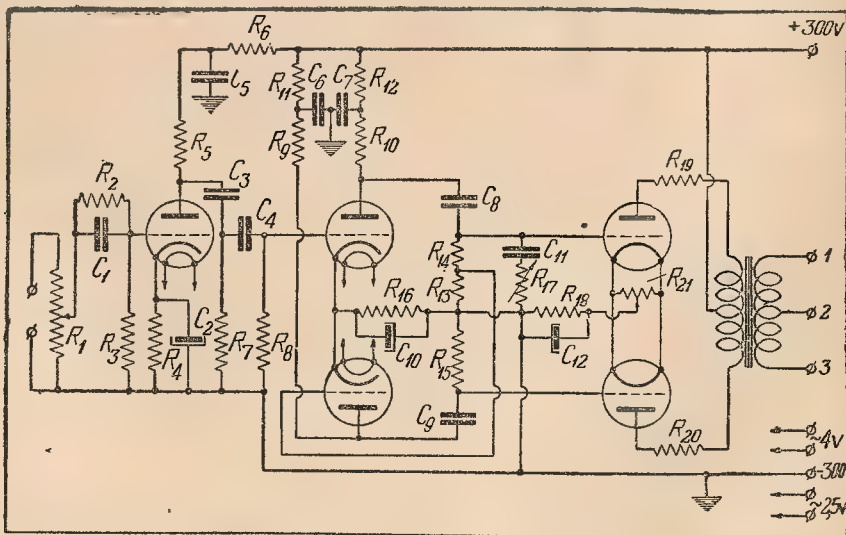 R6
+300V
C5
R11
C6
C7
R12
R5
R9
R10
R2
C3
C4
C8
R19
C1
R14
C11
R13
R17
R16
R18
R21
1
2
3
R1
R3
R4
C2
R7
R8
C10
R15
C12
C9
R20
~4V
-300
~2,5V